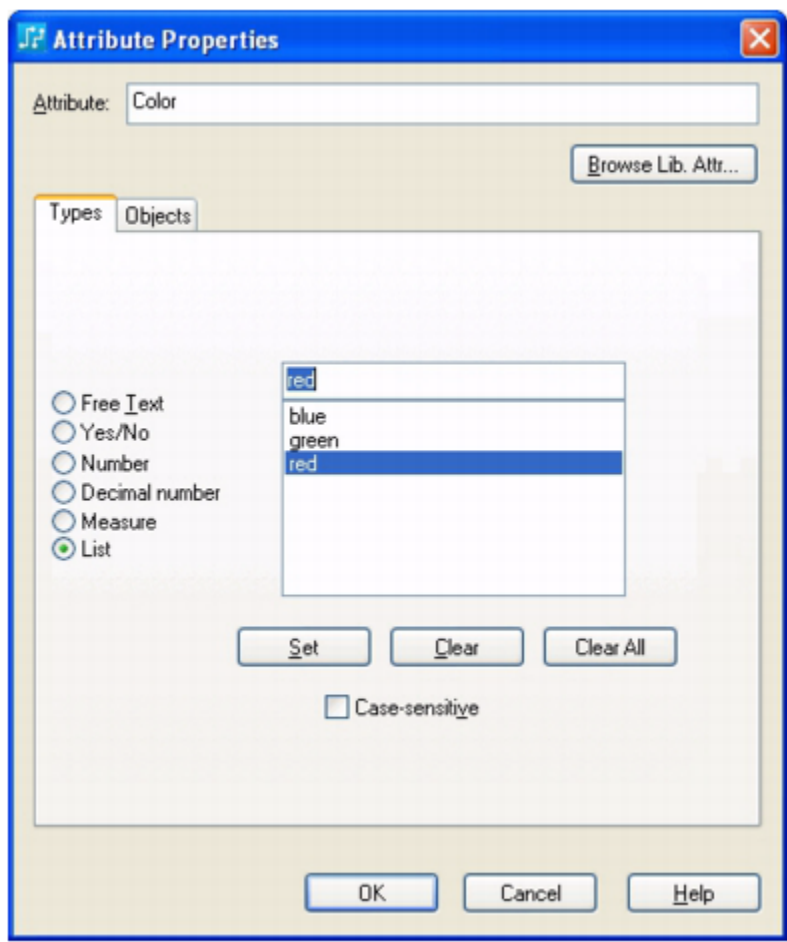 Attribute Properties
Attribute: Color
Browse Lib. Attr...
Types Objects
red
Free Text
Yes/No
Number
Decimal number
Measure
List
blue
green
red
Set Clear Clear All
Case-sensitive
OK Cancel Help